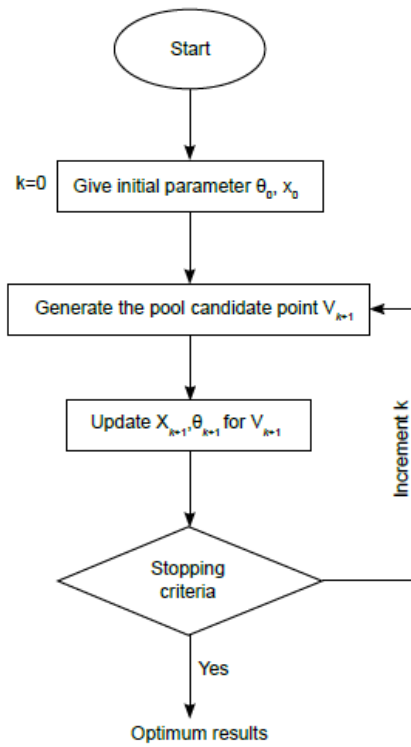 Start
k=0
Give initial parameter θ₀, x₀
Generate the pool candidate point Vₖ₊₁
Increment k
Update Xₖ₊₁,θₖ₊₁ for Vₖ₊₁
Stopping
criteria
Yes
Optimum results